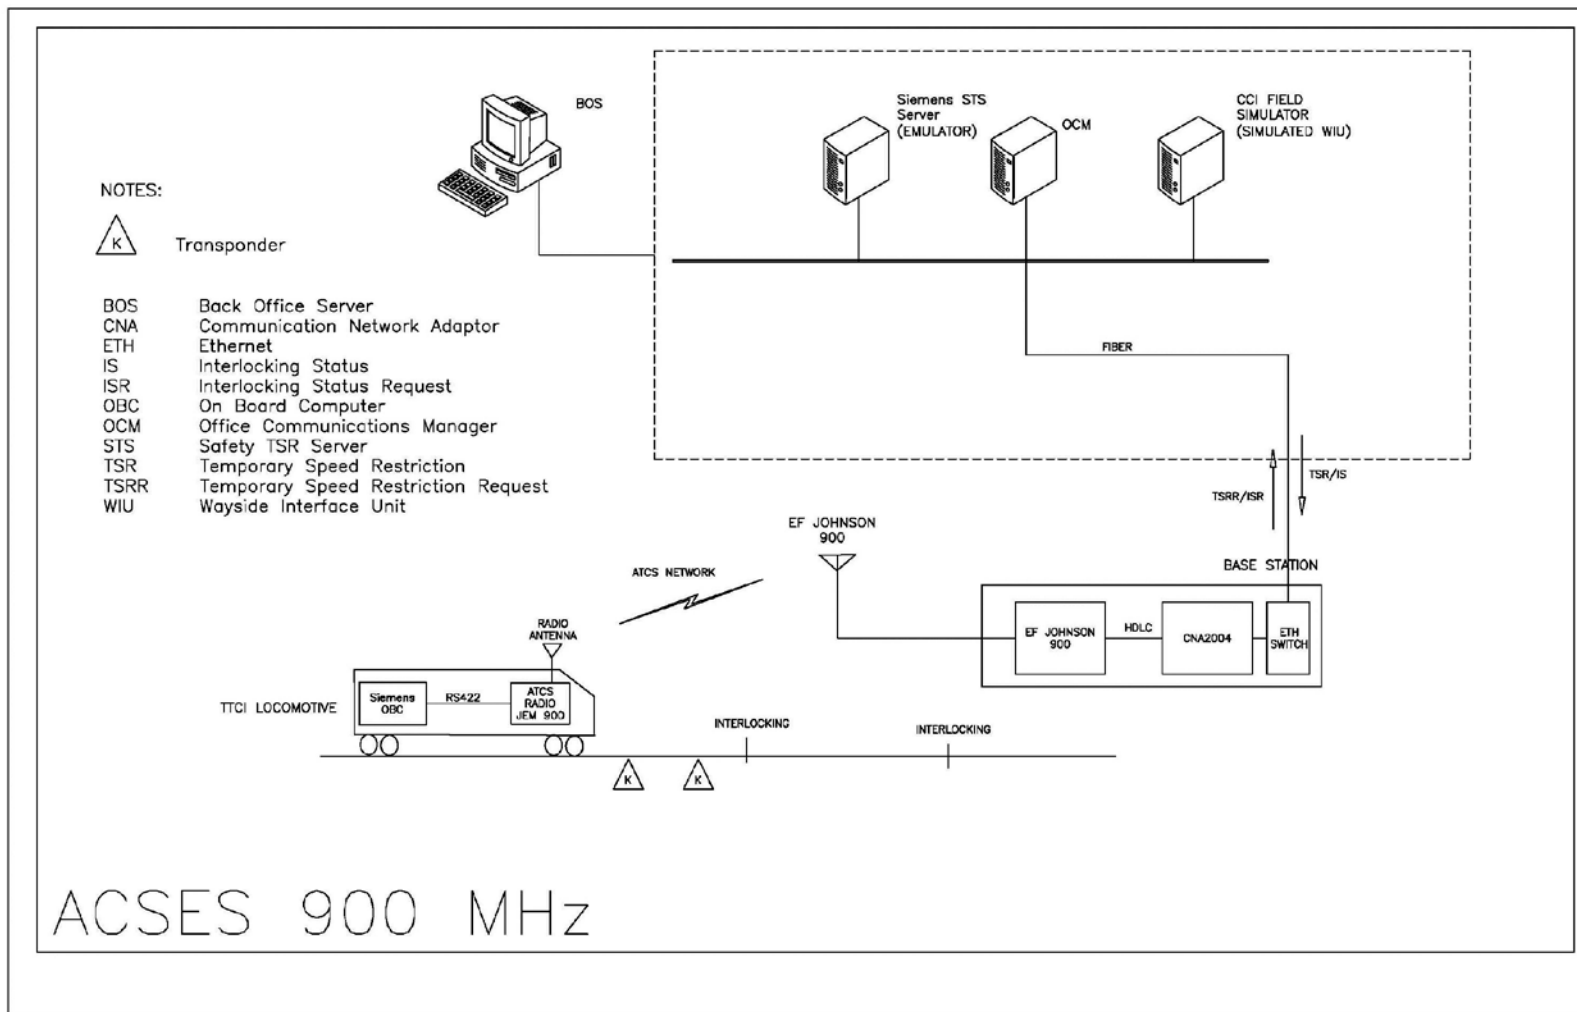 BOS
Siemens STS
Server
(EMULATOR)
OCM
CCI FIELD
SIMULATOR
(SIMULATED WIU)
NOTES:
K Transponder
BOS Back Office Server
CNA Communication Network Adaptor
ETH Ethernet
IS Interlocking Status
ISR Interlocking Status Request
OBC On Board Computer
OCM Office Communications Manager
STS Safety TSR Server
TSR Temporary Speed Restriction
TSRR Temporary Speed Restriction Request
WIU Wayside Interface Unit
FIBER
TSRR/ISR
TSR/IS
EF JOHNSON
900
BASE STATION
ATCS NETWORK
EF JOHNSON
900
HDLC
CNA2004
ETH
SWITCH
RADIO
ANTENNA
TTCI LOCOMOTIVE
Siemens
OBC
RS422
ATCS
RADIO
JEM 900
INTERLOCKING
INTERLOCKING
K
K
ACSES 900 MHz